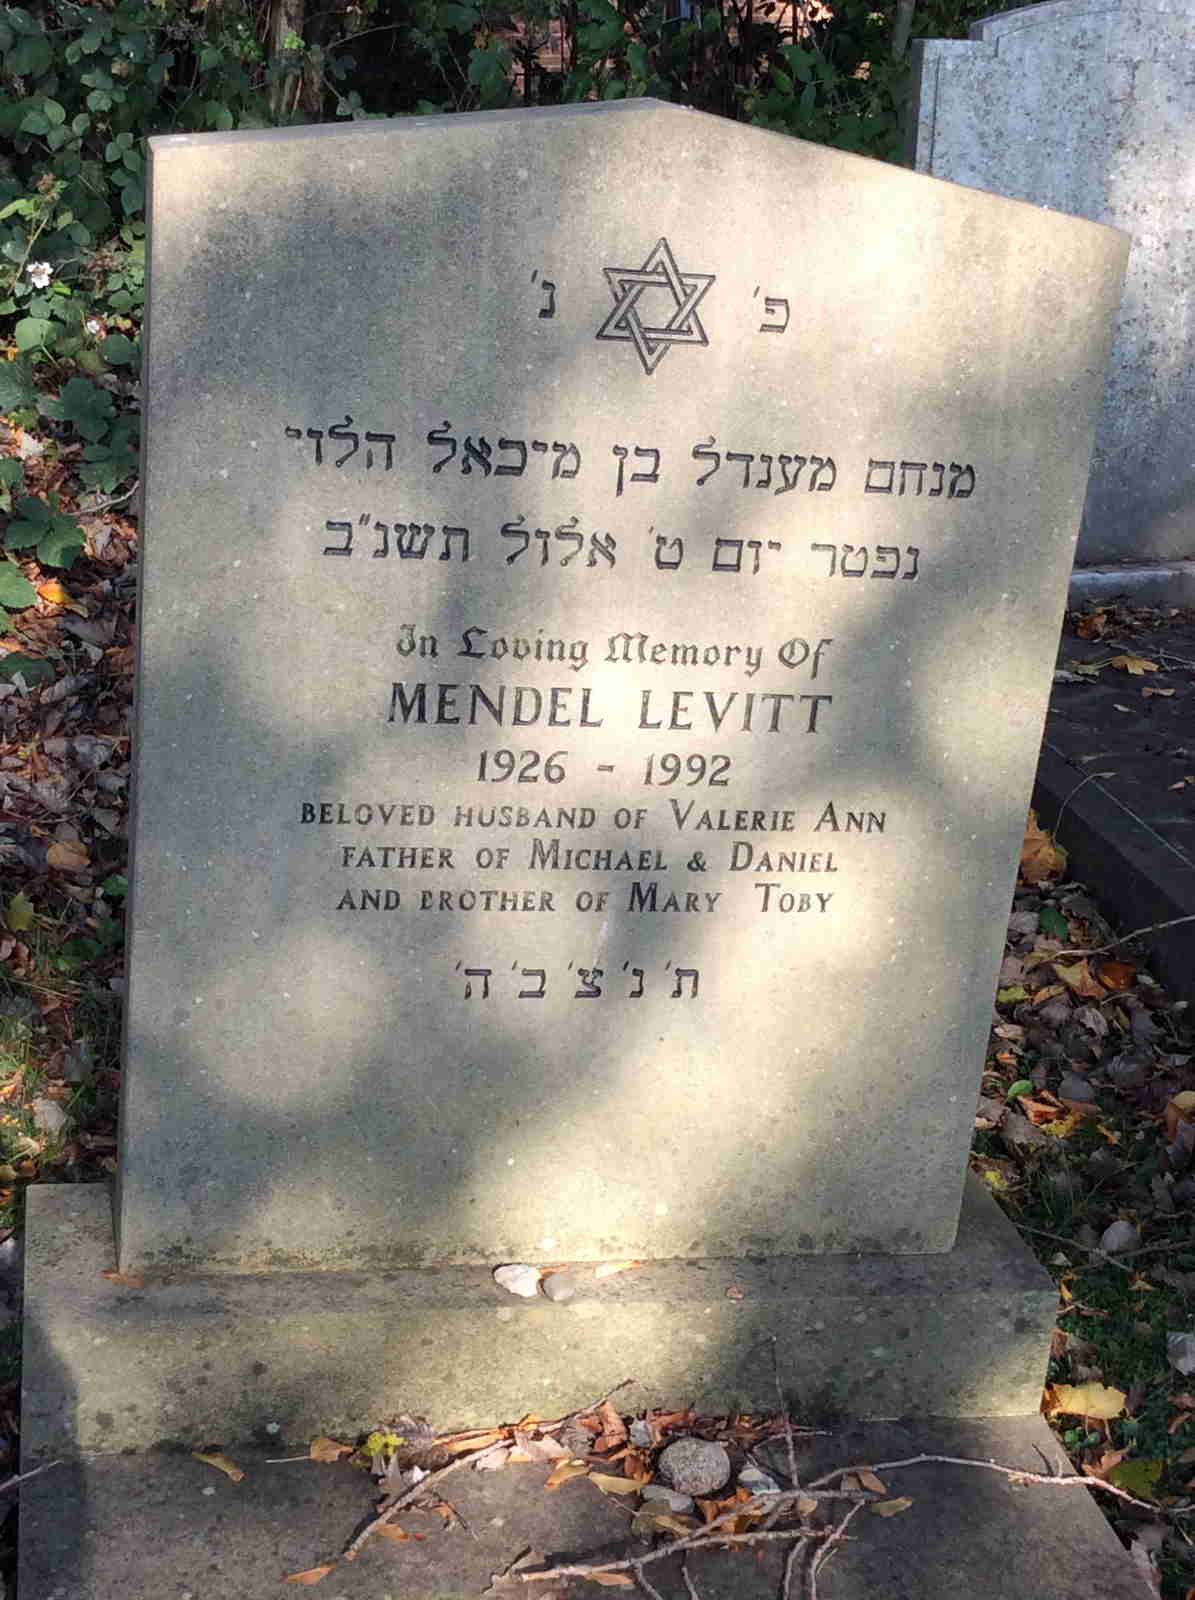 פ' נ'
מנחם מענדל בן מיכאל הלוי
נפטר יום ט' אלול תשנ"ב
In Loving Memory Of
MENDEL LEVITT
1926 - 1992
BELOVED HUSBAND OF VALERIE ANN
FATHER OF MICHAEL & DANIEL
AND BROTHER OF MARY TOBY
ת' נ' צ' ב' ה'